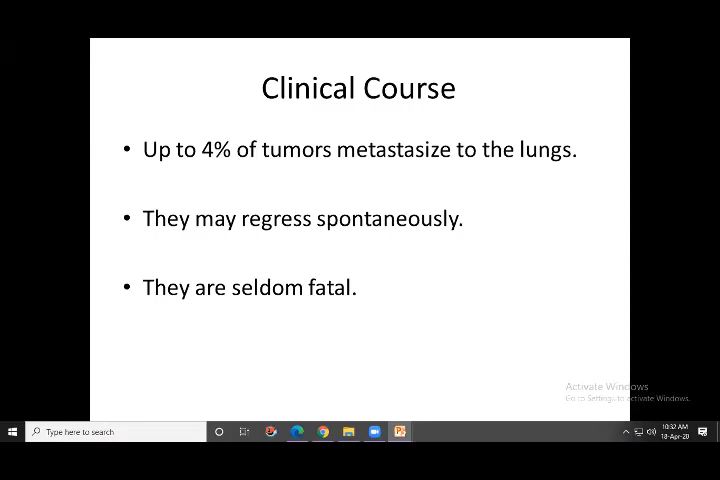 Clinical Course
• Up to 4% of tumors metastasize to the lungs.
• They may regress spontaneously.
• They are seldom fatal.
Activate Windows
Go to Settings to activate Windows.
Type here to search
10:32 AM
18-Apr-20